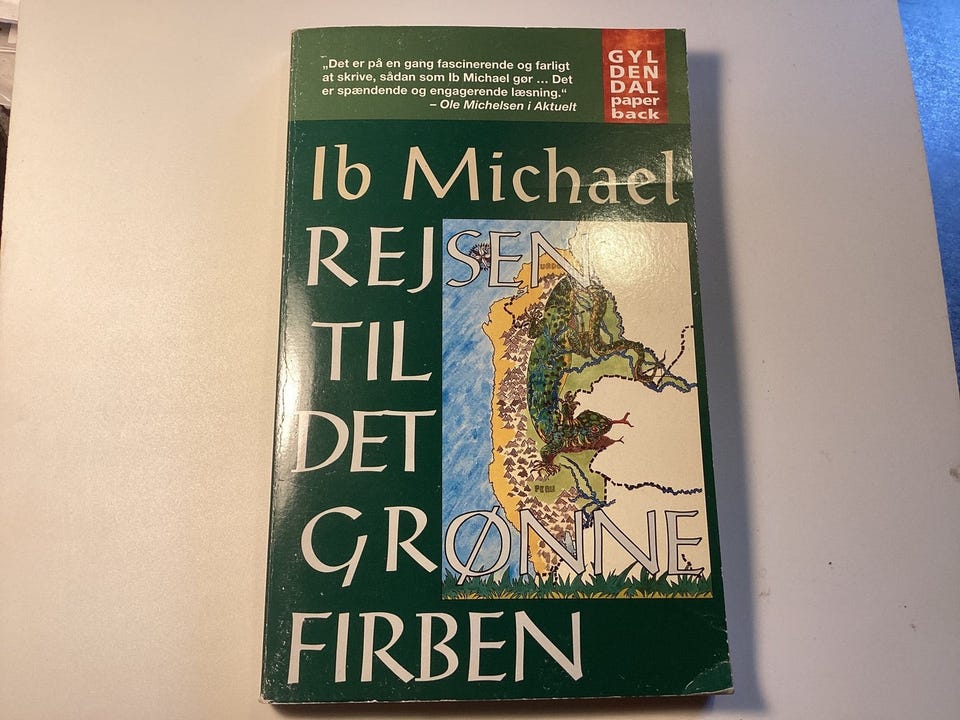 „Det er på en gang fascinerende og farligt
at skrive, sådan som Ib Michael gør ... Det
er spændende og engagerende læsning.“
– Ole Michelsen i Aktuelt
GYL
DEN
DAL
paper
back
Ib Michael
REJSEN
TIL
DET
GRØNNE
FIRBEN
PERU